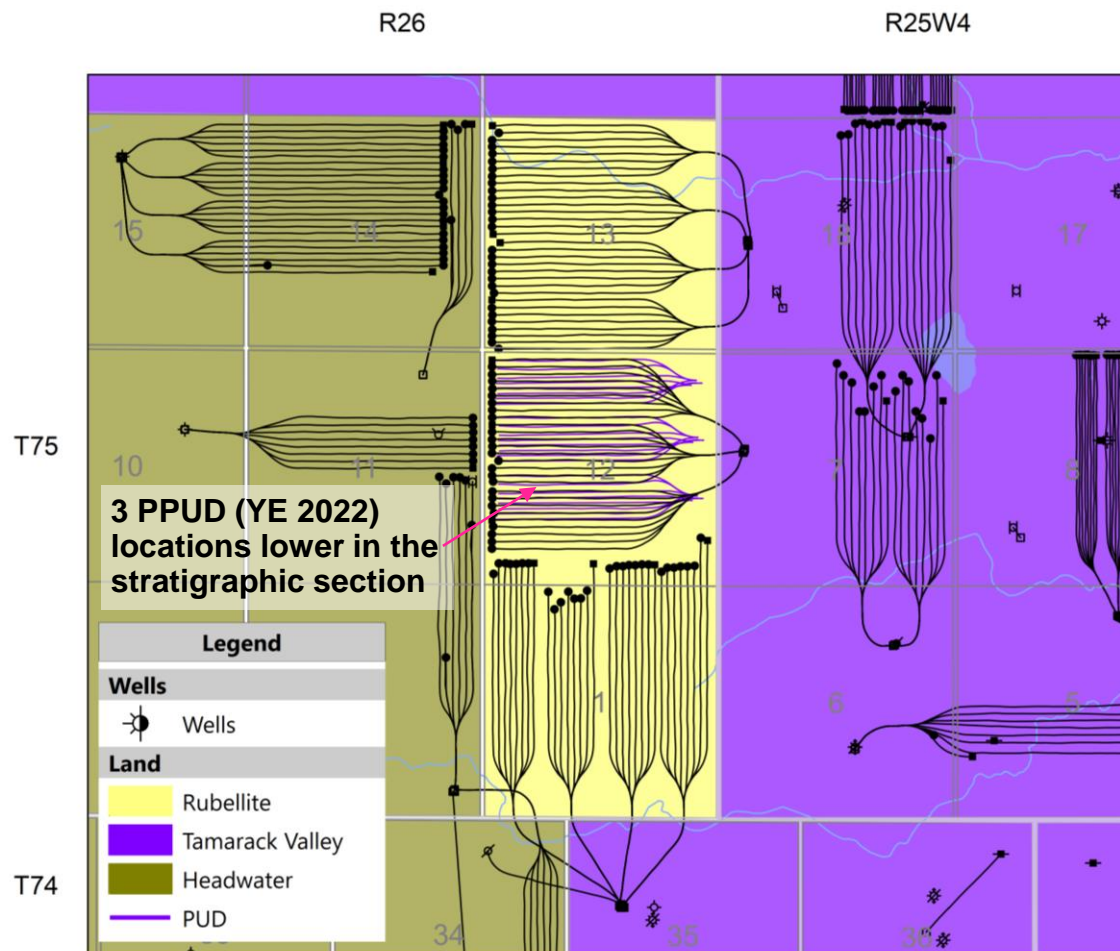 R26
R25W4
15
14
13
18
17
T75
10
11
12
7
8
3 PPUD (YE 2022)
locations lower in the
stratigraphic section
Legend
Wells
Wells
Land
Rubellite
Tamarack Valley
Headwater
PUD
1
6
5
T74
34
35
36